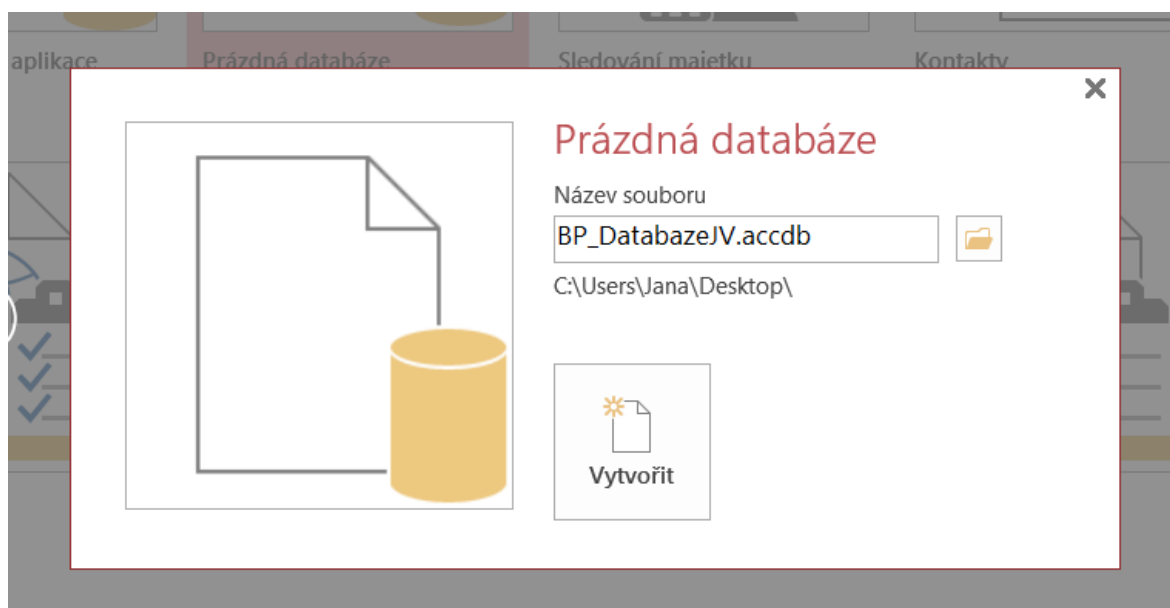 aplikace
Prázdná databáze
Sledování majetku
Kontakty
Prázdná databáze
Název souboru
BP_DatabazeJV.accdb
C:\Users\Jana\Desktop\
Vytvořit